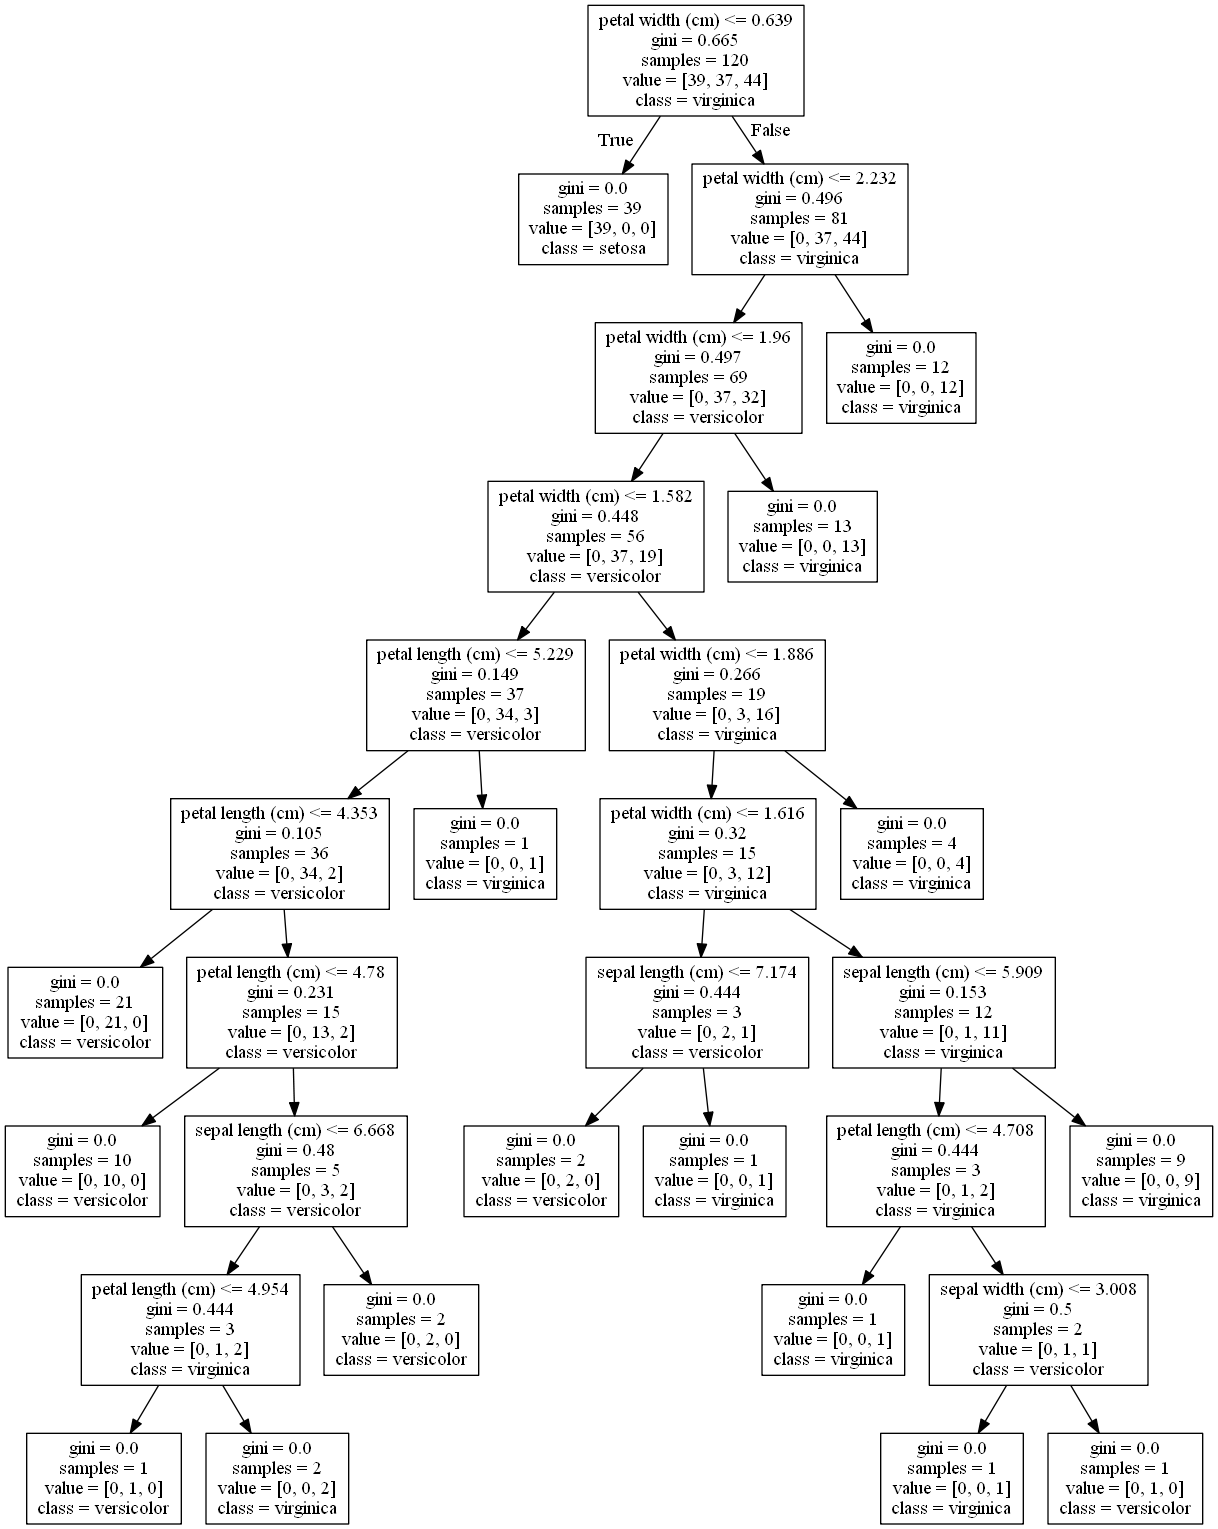 petal width (cm) <= 0.639
gini = 0.665
samples = 120
value = [39, 37, 44]
class = virginica
True
False
gini = 0.0
samples = 39
value = [39, 0, 0]
class = setosa
petal width (cm) <= 2.232
gini = 0.496
samples = 81
value = [0, 37, 44]
class = virginica
petal width (cm) <= 1.96
gini = 0.497
samples = 69
value = [0, 37, 32]
class = versicolor
gini = 0.0
samples = 12
value = [0, 0, 12]
class = virginica
petal width (cm) <= 1.582
gini = 0.448
samples = 56
value = [0, 37, 19]
class = versicolor
gini = 0.0
samples = 13
value = [0, 0, 13]
class = virginica
petal length (cm) <= 5.229
gini = 0.149
samples = 37
value = [0, 34, 3]
class = versicolor
petal width (cm) <= 1.886
gini = 0.266
samples = 19
value = [0, 3, 16]
class = virginica
petal length (cm) <= 4.353
gini = 0.105
samples = 36
value = [0, 34, 2]
class = versicolor
gini = 0.0
samples = 1
value = [0, 0, 1]
class = virginica
petal width (cm) <= 1.616
gini = 0.32
samples = 15
value = [0, 3, 12]
class = virginica
gini = 0.0
samples = 4
value = [0, 0, 4]
class = virginica
gini = 0.0
samples = 21
value = [0, 21, 0]
class = versicolor
petal length (cm) <= 4.78
gini = 0.231
samples = 15
value = [0, 13, 2]
class = versicolor
sepal length (cm) <= 7.174
gini = 0.444
samples = 3
value = [0, 2, 1]
class = versicolor
sepal length (cm) <= 5.909
gini = 0.153
samples = 12
value = [0, 1, 11]
class = virginica
gini = 0.0
samples = 10
value = [0, 10, 0]
class = versicolor
sepal length (cm) <= 6.668
gini = 0.48
samples = 5
value = [0, 3, 2]
class = versicolor
gini = 0.0
samples = 2
value = [0, 2, 0]
class = versicolor
gini = 0.0
samples = 1
value = [0, 0, 1]
class = virginica
petal length (cm) <= 4.708
gini = 0.444
samples = 3
value = [0, 1, 2]
class = virginica
gini = 0.0
samples = 9
value = [0, 0, 9]
class = virginica
petal length (cm) <= 4.954
gini = 0.444
samples = 3
value = [0, 1, 2]
class = virginica
gini = 0.0
samples = 2
value = [0, 2, 0]
class = versicolor
gini = 0.0
samples = 1
value = [0, 0, 1]
class = virginica
sepal width (cm) <= 3.008
gini = 0.5
samples = 2
value = [0, 1, 1]
class = versicolor
gini = 0.0
samples = 1
value = [0, 1, 0]
class = versicolor
gini = 0.0
samples = 2
value = [0, 0, 2]
class = virginica
gini = 0.0
samples = 1
value = [0, 0, 1]
class = virginica
gini = 0.0
samples = 1
value = [0, 1, 0]
class = versicolor